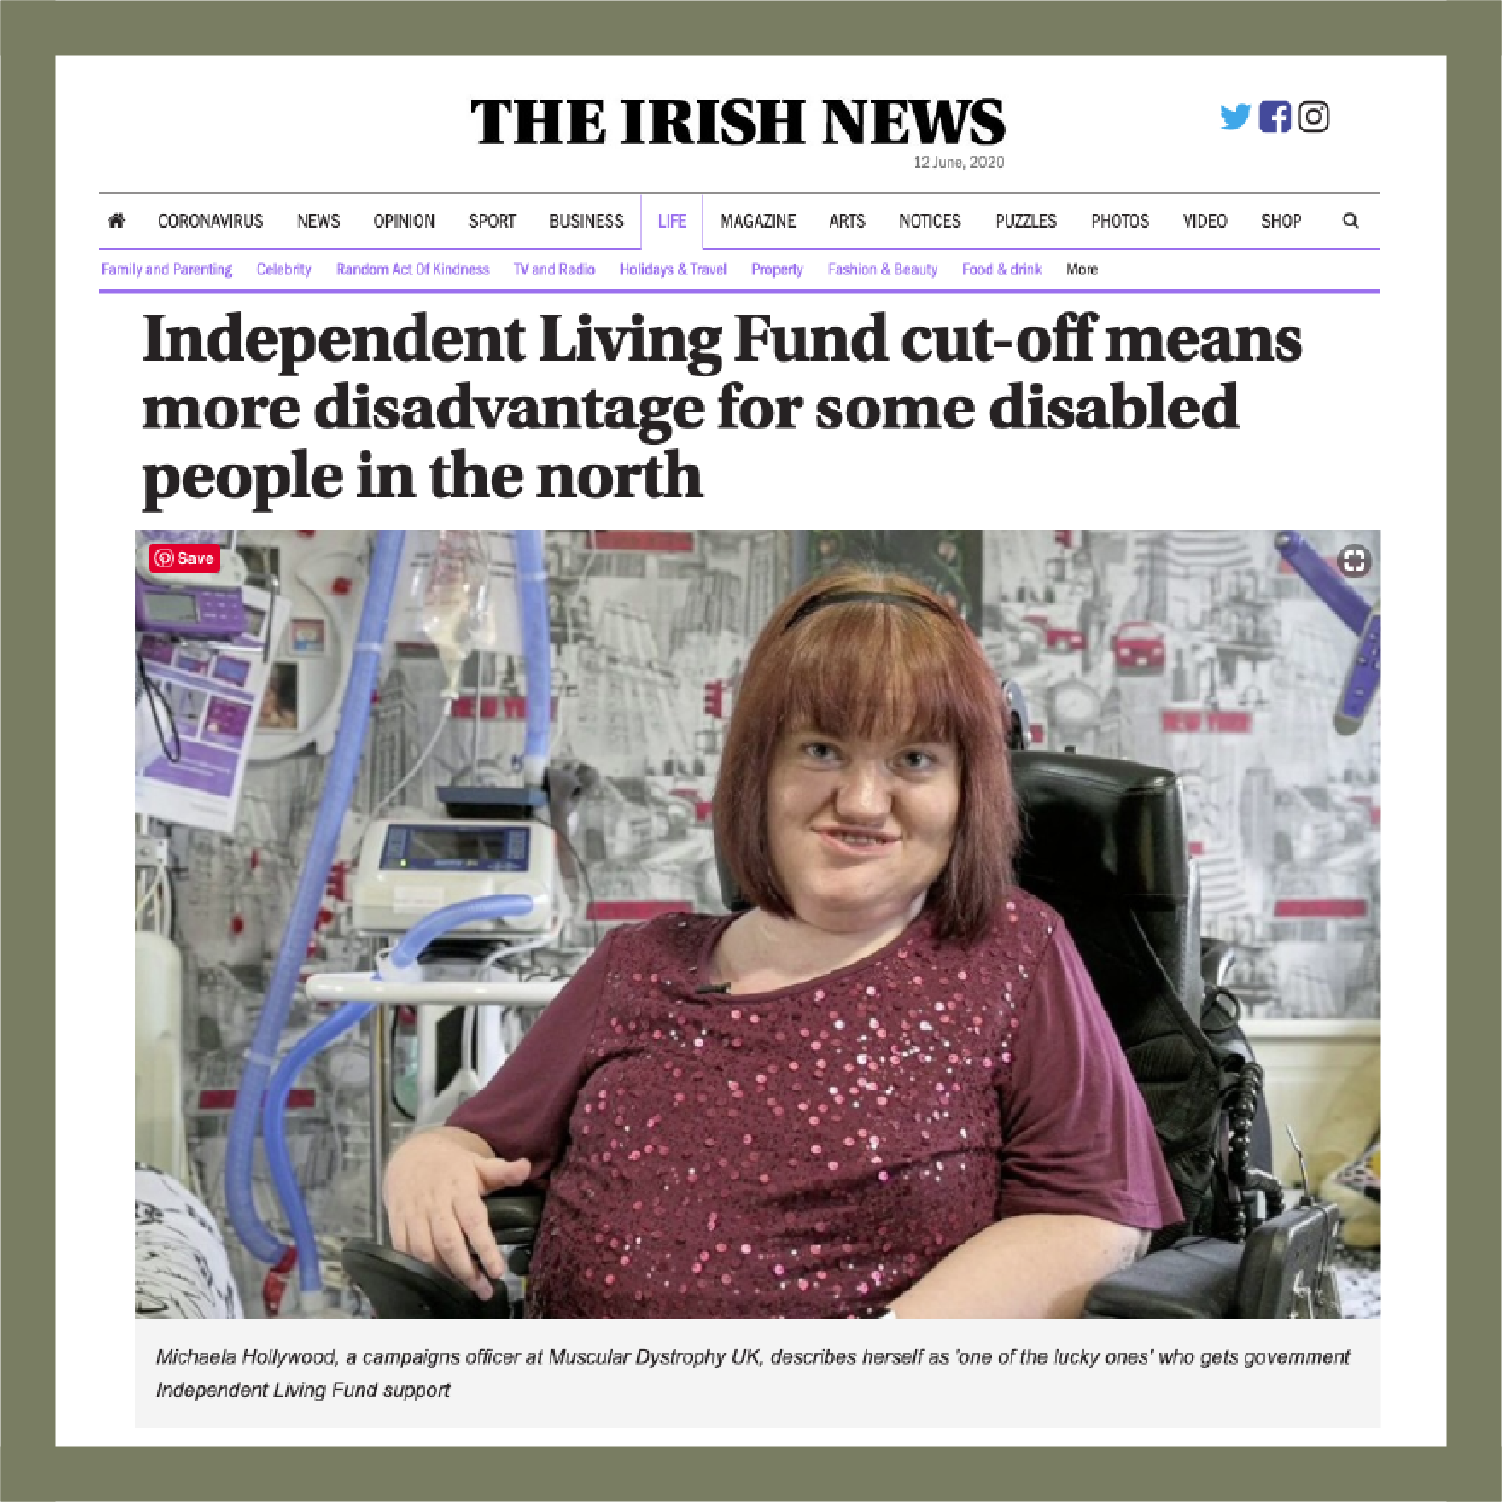 THE IRISH NEWS
12 June, 2020
CORONAVIRUS NEWS OPINION SPORT BUSINESS LIFE MAGAZINE ARTS NOTICES PUZZLES PHOTOS VIDEO SHOP
Family and Parenting Celebrity Random Act Of Kindness TV and Radio Holidays & Travel Property Fashion & Beauty Food & drink More
Independent Living Fund cut-off means
more disadvantage for some disabled
people in the north
Save
NEW YORK
Michaela Hollywood, a campaigns officer at Muscular Dystrophy UK, describes herself as 'one of the lucky ones' who gets government
Independent Living Fund support